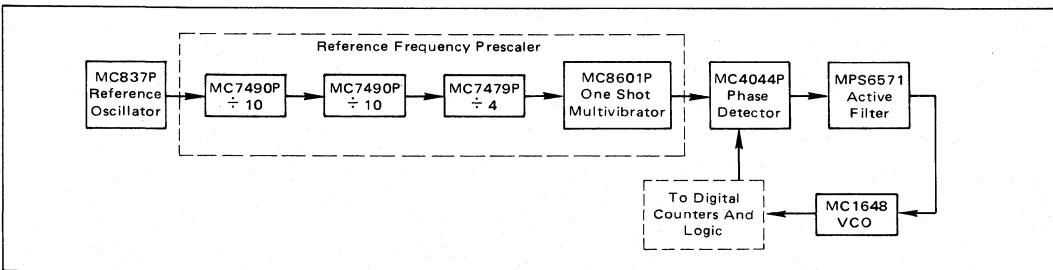 Reference Frequency Prescaler
MC837P
Reference
Oscillator
MC7490P
÷ 10
MC7490P
÷ 10
MC7479P
÷ 4
MC8601P
One Shot
Multivibrator
MC4044P
Phase
Detector
MPS6571
Active
Filter
To Digital
Counters And
Logic
MC1648
VCO